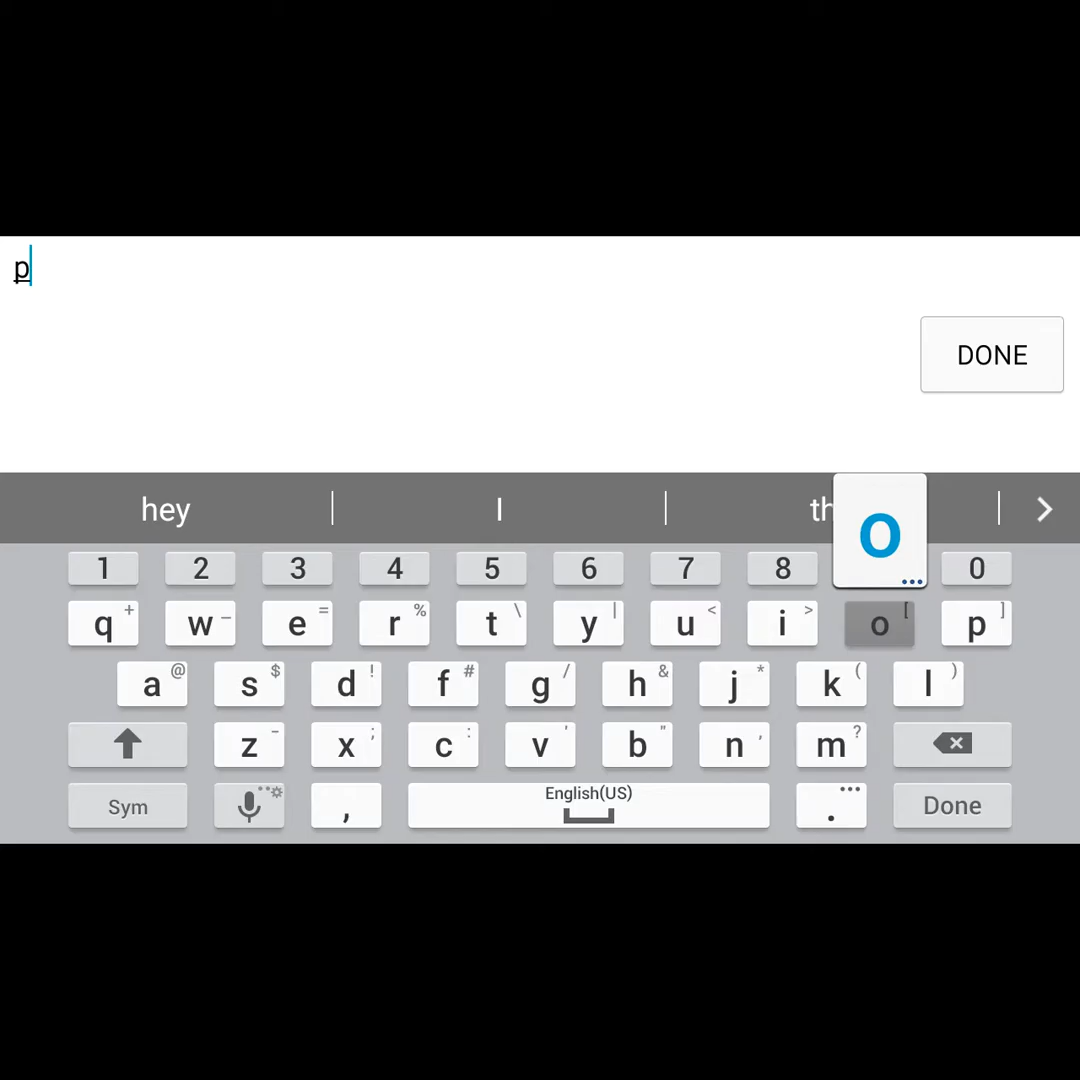 p
DONE
hey I th
o
1 2 3 4 5 6 7 8 0
q + w _ e = r % t \ y | u < i > o [ p ]
a @ s $ d ! f # g / h & j * k ( l )
z - x ; c : v ' b " n , m ?
Sym , English(US) . Done